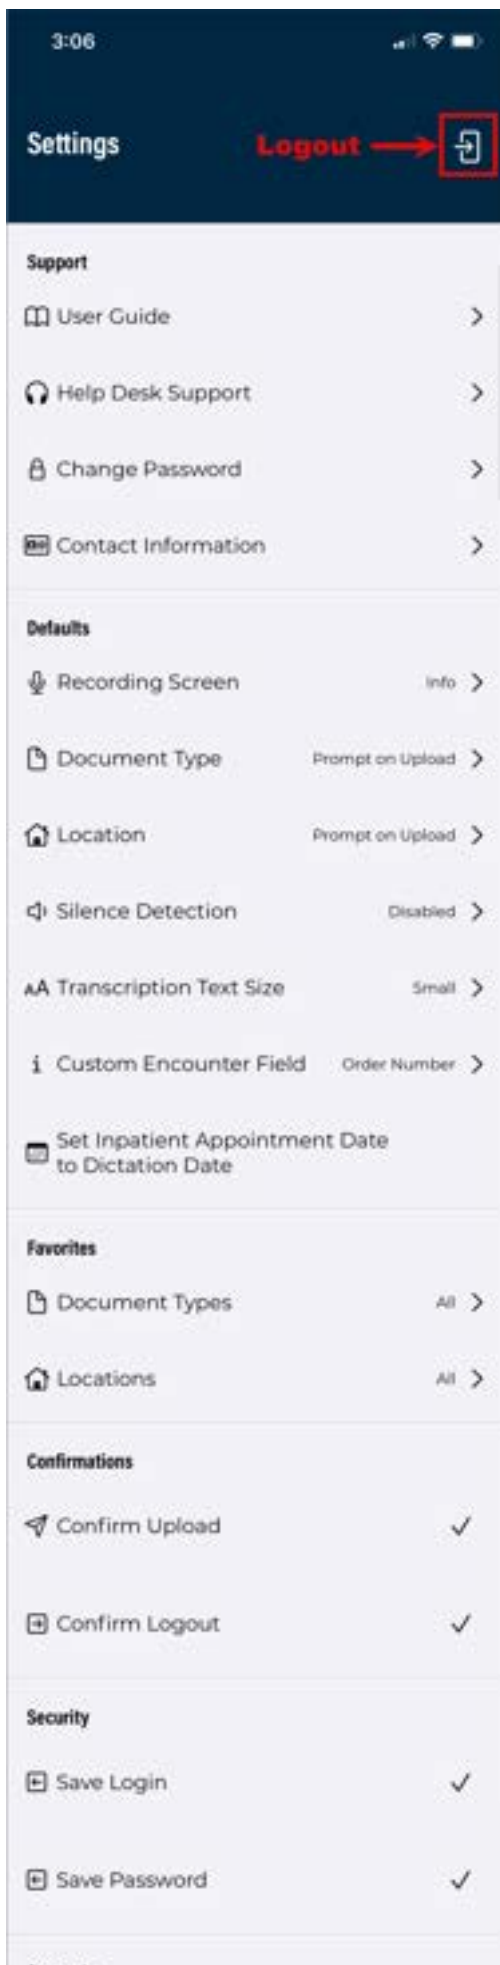 3:06
Settings
Logout
Support
User Guide
Help Desk Support
Change Password
Contact Information
Defaults
Recording Screen Info
Document Type Prompt on Upload
Location Prompt on Upload
Silence Detection Disabled
AA Transcription Text Size Small
i Custom Encounter Field Order Number
Set Inpatient Appointment Date
to Dictation Date
Favorites
Document Types All
Locations All
Confirmations
Confirm Upload
Confirm Logout
Security
Save Login
Save Password